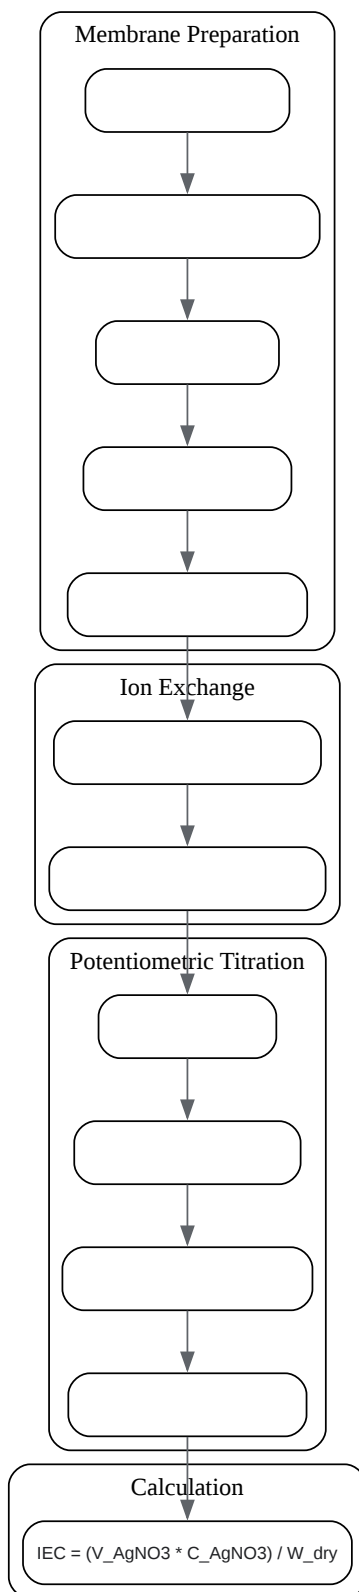 Membrane Preparation
Ion Exchange
Potentiometric Titration
Calculation
IEC = (V_AgNO3 * C_AgNO3) / W_dry